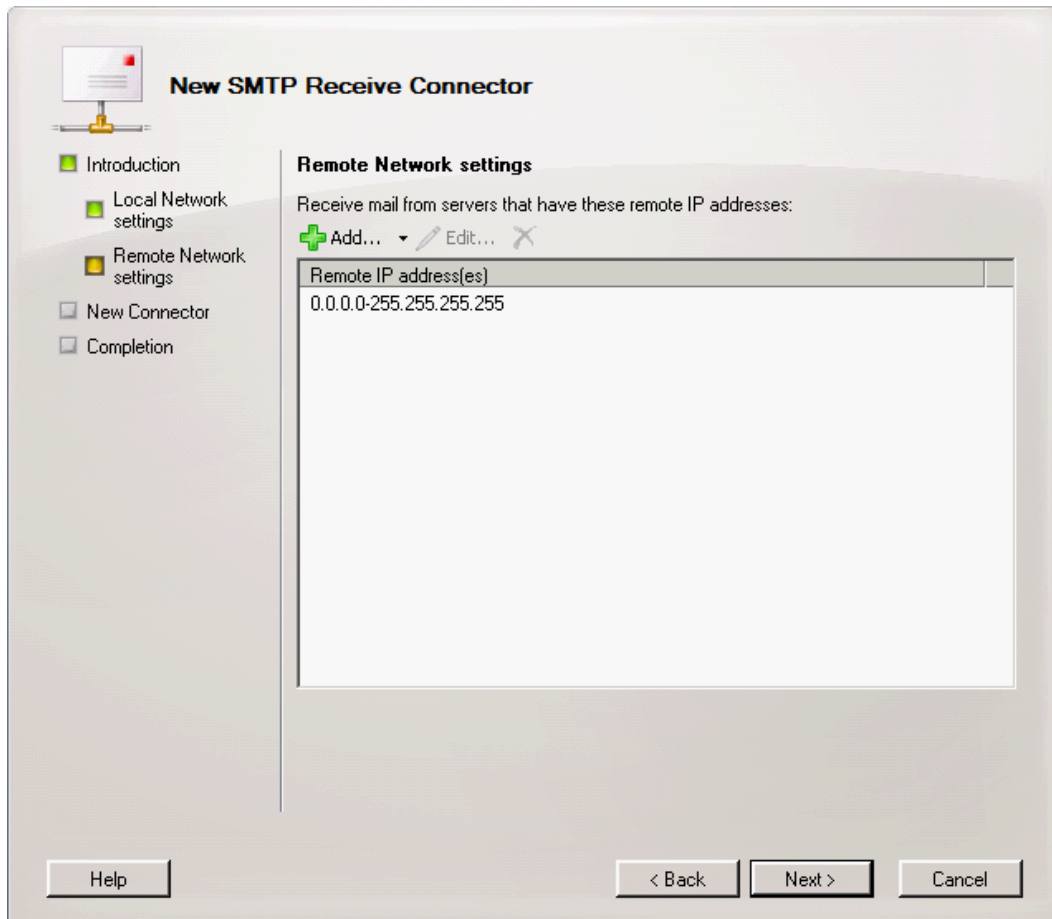 New SMTP Receive Connector
Introduction
Local Network
settings
Remote Network
settings
New Connector
Completion
Remote Network settings
Receive mail from servers that have these remote IP addresses:
Add... Edit...
Remote IP address(es)
0.0.0.0-255.255.255.255
Help < Back Next > Cancel